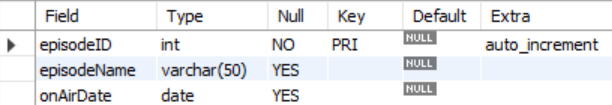 Field Type Null Key Default Extra
episodeID int NO PRI NULL auto_increment
episodeName varchar(50) YES NULL
onAirDate date YES NULL